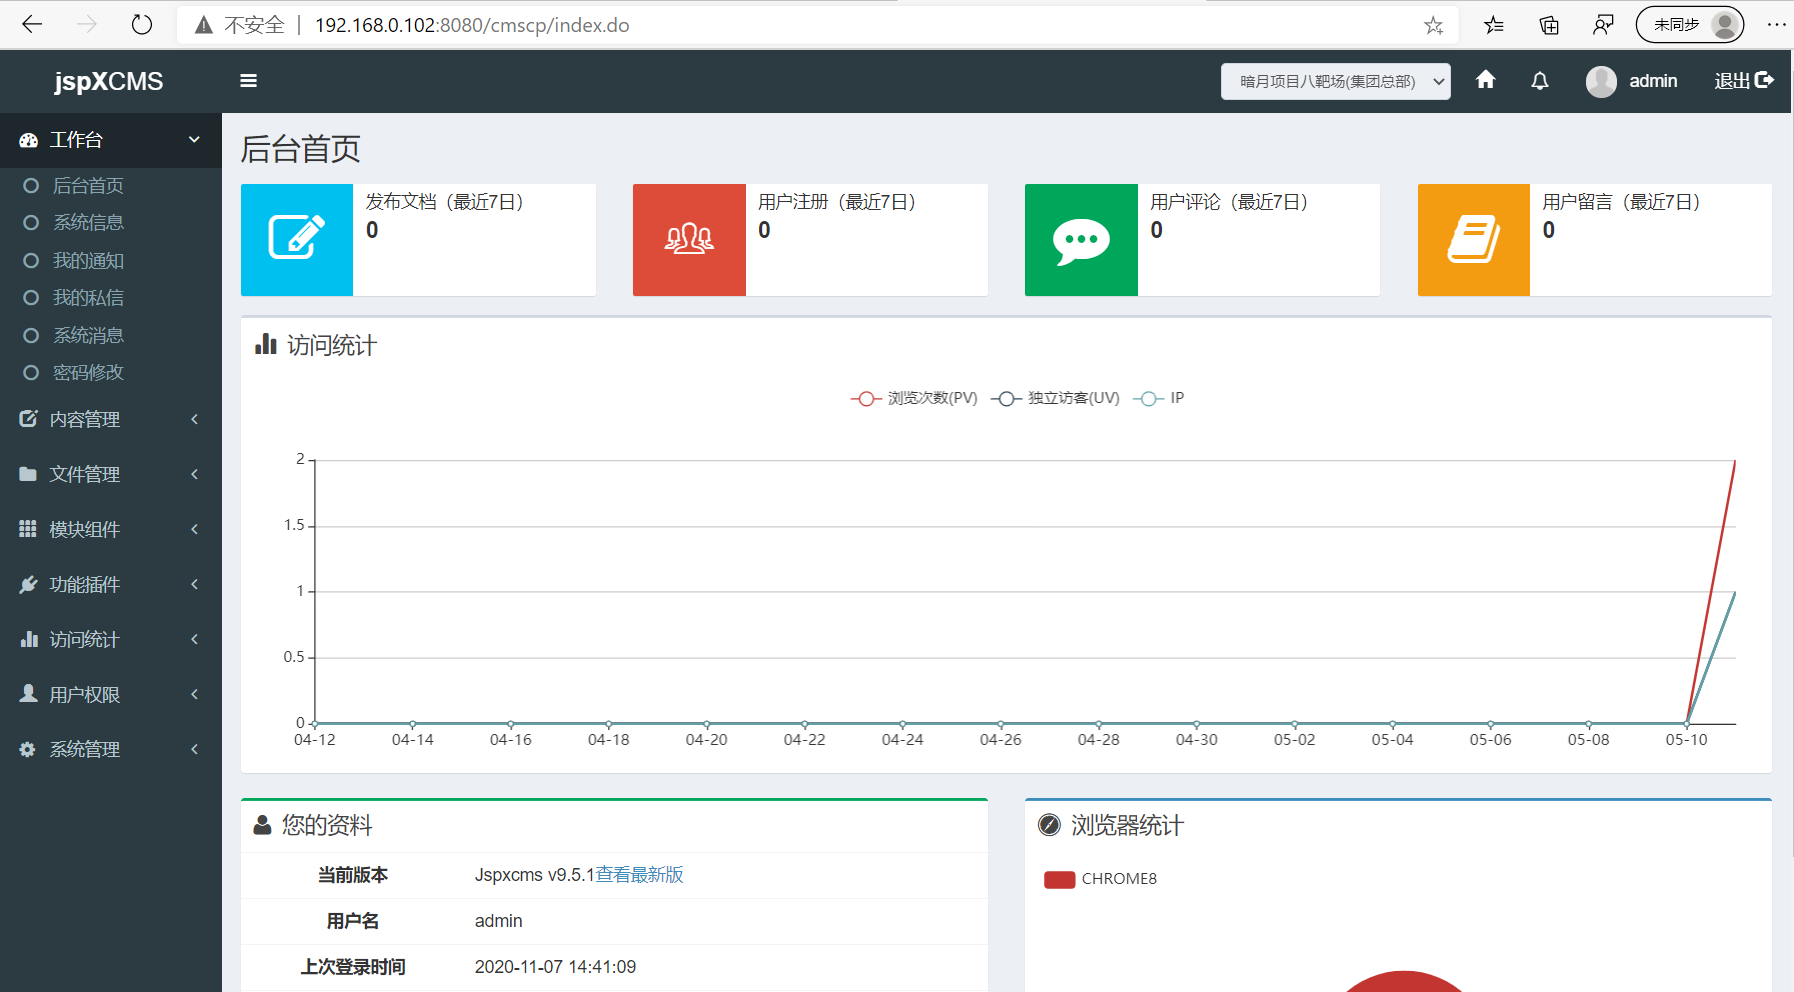 不安全 | 192.168.0.102:8080/cmscp/index.do
未同步
jspXCMS
暗月项目八靶场(集团总部)
admin
退出
工作台
后台首页
系统信息
我的通知
我的私信
系统消息
密码修改
内容管理
文件管理
模块组件
功能插件
访问统计
用户权限
系统管理
后台首页
发布文档（最近7日）
0
用户注册（最近7日）
0
用户评论（最近7日）
0
用户留言（最近7日）
0
访问统计
浏览次数(PV) 独立访客(UV) IP
2
1.5
1
0.5
0
04-12 04-14 04-16 04-18 04-20 04-22 04-24 04-26 04-28 04-30 05-02 05-04 05-06 05-08 05-10
您的资料
当前版本 Jspxcms v9.5.1查看最新版
用户名 admin
上次登录时间 2020-11-07 14:41:09
浏览器统计
CHROME8